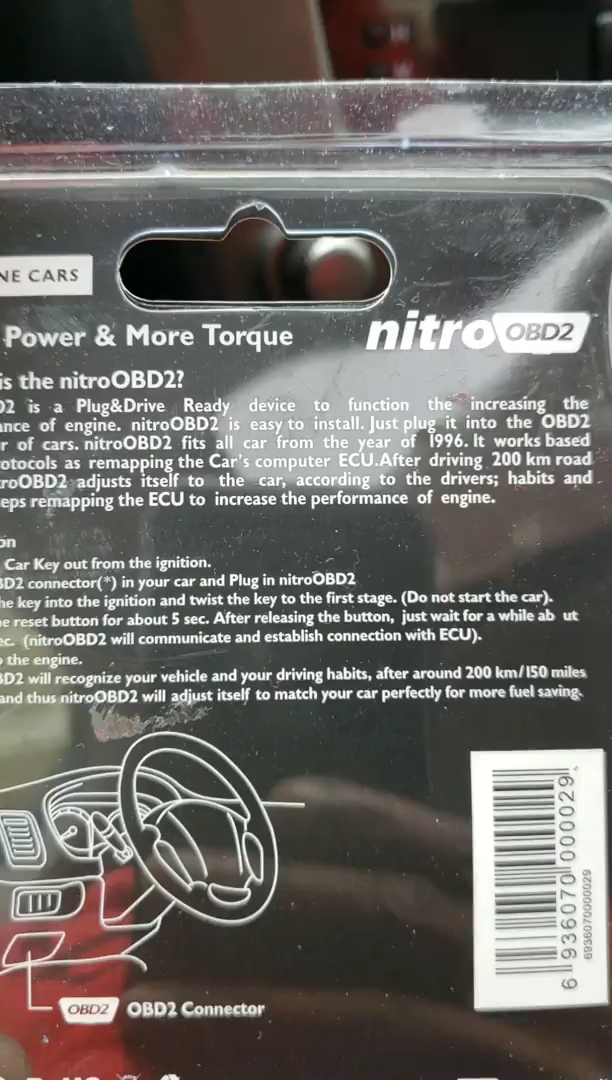 NE CARS
Power & More Torque
nitro OBD2
is the nitroOBD2?
D2 is a Plug&Drive Ready device to function the increasing the
nce of engine. nitroOBD2 is easy to install. Just plug it into the OBD2
r of cars. nitroOBD2 fits all car from the year of 1996. It works based
otocols as remapping the Car's computer ECU.After driving 200 km road
roOBD2 adjusts itself to the car, according to the drivers; habits and
eps remapping the ECU to increase the performance of engine.
on
Car Key out from the ignition.
BD2 connector(*) in your car and Plug in nitroOBD2
he key into the ignition and twist the key to the first stage. (Do not start the car).
e reset button for about 5 sec. After releasing the button, just wait for a while ab ut
ec. (nitroOBD2 will communicate and establish connection with ECU).
the engine.
BD2 will recognize your vehicle and your driving habits, after around 200 km/150 miles
and thus nitroOBD2 will adjust itself to match your car perfectly for more fuel saving.
6 936070 000029
6936070000029
OBD2 OBD2 Connector